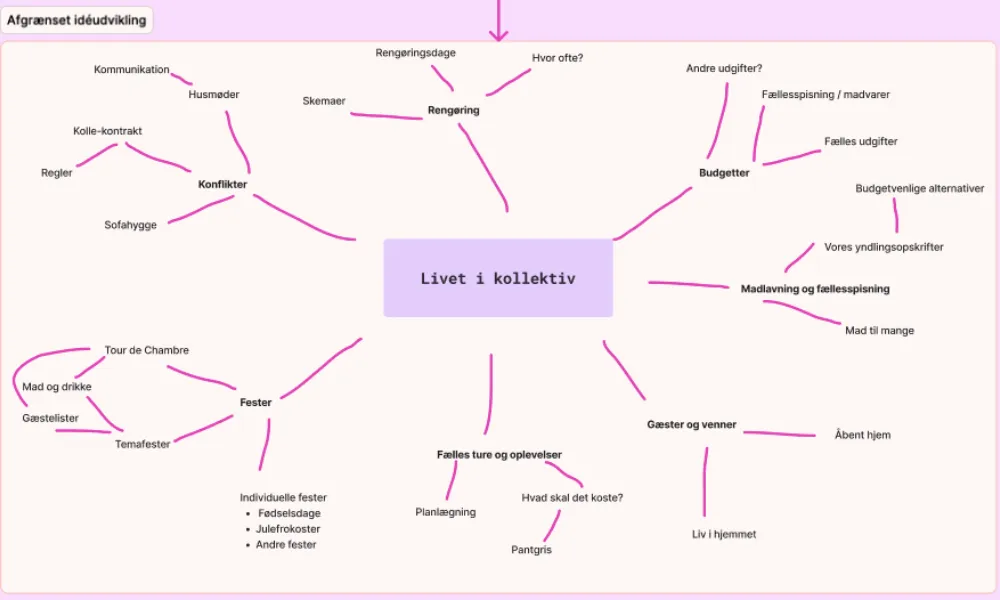 Afgrænset idéudvikling
Rengøringsdage
Hvor ofte?
Skemaer
Rengøring
Kommunikation
Husmøder
Kolle-kontrakt
Regler
Konflikter
Sofahygge
Andre udgifter?
Fællesspisning / madvarer
Fælles udgifter
Budgetter
Budgetvenlige alternativer
Vores yndlingsopskrifter
Madlavning og fællesspisning
Mad til mange
Livet i kollektiv
Tour de Chambre
Mad og drikke
Gæstelister
Temafester
Fester
Individuelle fester
• Fødselsdage
• Julefrokoster
• Andre fester
Fælles ture og oplevelser
Planlægning
Hvad skal det koste?
Pantgris
Gæster og venner
Åbent hjem
Liv i hjemmet